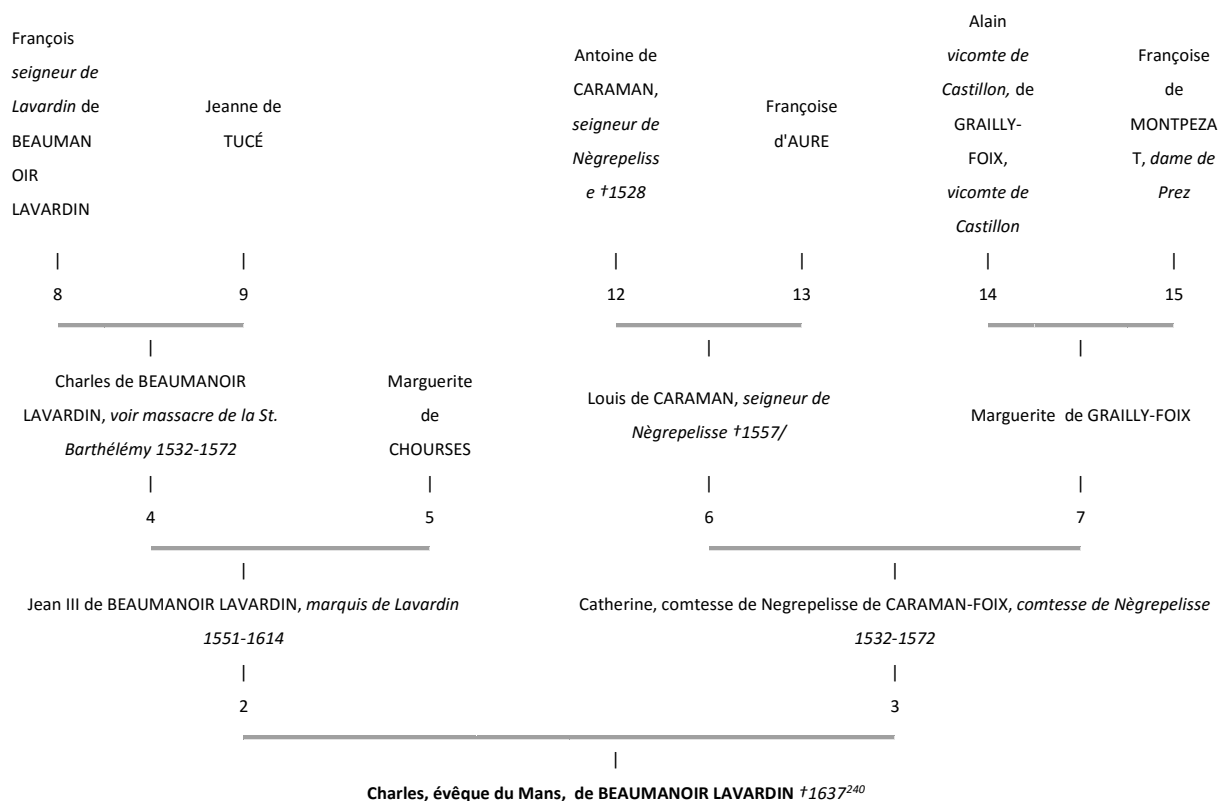 François
seigneur de
Lavardin de
BEAUMAN
OIR
LAVARDIN
Jeanne de
TUCÉ
Antoine de
CARAMAN,
seigneur de
Nègrepeliss
e †1528
Françoise
d'AURE
Alain
vicomte de
Castillon, de
GRAILLY-
FOIX,
vicomte de
Castillon
Françoise
de
MONTPEZA
T, dame de
Prez
| | | | | |
8 9 12 13 14 15
| | |
Charles de BEAUMANOIR
LAVARDIN, voir massacre de la St.
Barthélémy 1532-1572
Marguerite
de
CHOURSES
Louis de CARAMAN, seigneur de
Nègrepelisse †1557/
Marguerite de GRAILLY-FOIX
| | | |
4 5 6 7
| |
Jean III de BEAUMANOIR LAVARDIN, marquis de Lavardin
1551-1614
Catherine, comtesse de Negrepelisse de CARAMAN-FOIX, comtesse de Nègrepelisse
1532-1572
| |
2 3
|
Charles, évêque du Mans, de BEAUMANOIR LAVARDIN †1637240